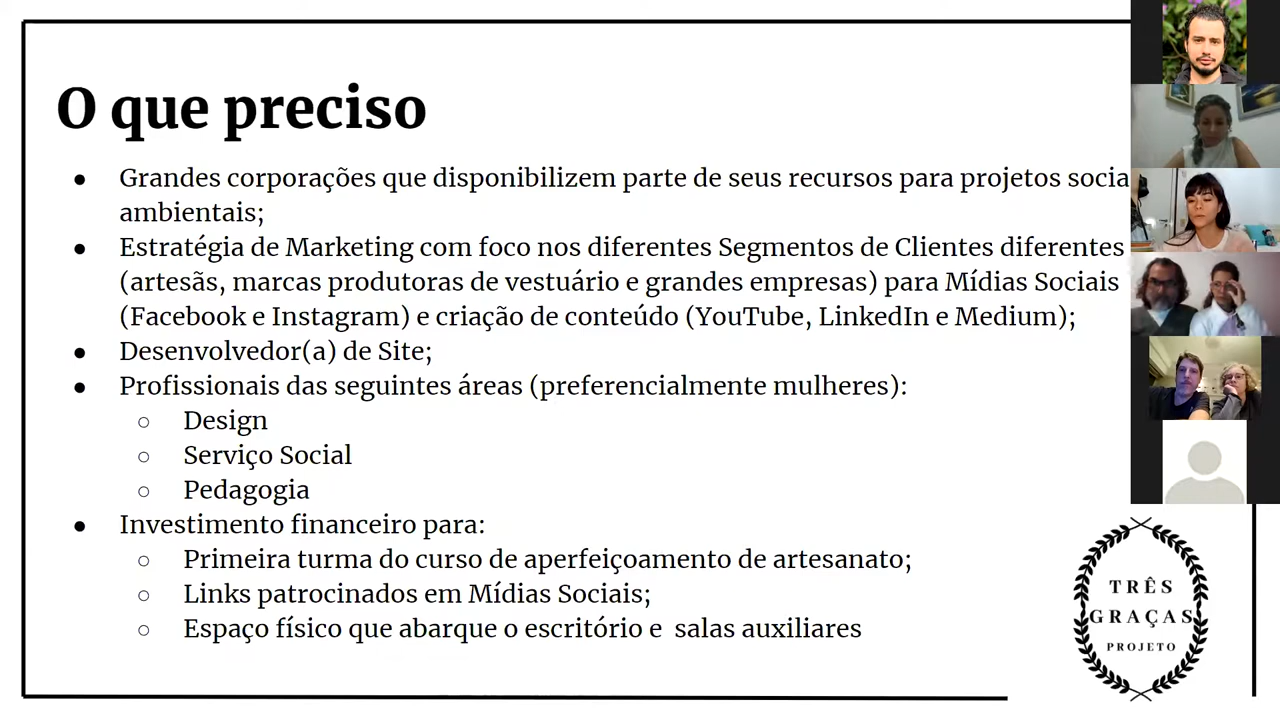 O que preciso
● Grandes corporações que disponibilizem parte de seus recursos para projetos socia
ambientais;
● Estratégia de Marketing com foco nos diferentes Segmentos de Clientes diferentes
(artesãs, marcas produtoras de vestuário e grandes empresas) para Mídias Sociais
(Facebook e Instagram) e criação de conteúdo (YouTube, LinkedIn e Medium);
● Desenvolvedor(a) de Site;
● Profissionais das seguintes áreas (preferencialmente mulheres):
○ Design
○ Serviço Social
○ Pedagogia
● Investimento financeiro para:
○ Primeira turma do curso de aperfeiçoamento de artesanato;
○ Links patrocinados em Mídias Sociais;
○ Espaço físico que abarque o escritório e salas auxiliares
TRÊS
GRAÇAS
PROJETO